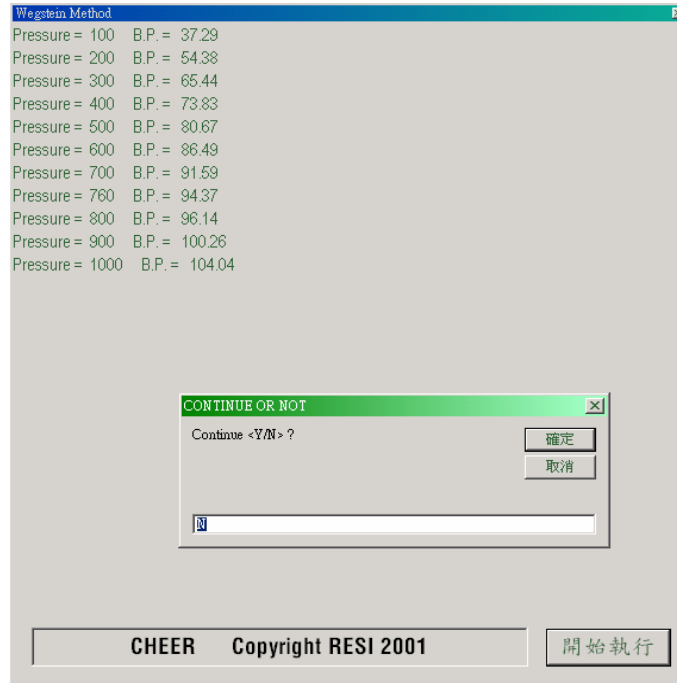 Wegstein Method
Pressure = 100 B.P. = 37.29
Pressure = 200 B.P. = 54.38
Pressure = 300 B.P. = 65.44
Pressure = 400 B.P. = 73.83
Pressure = 500 B.P. = 80.67
Pressure = 600 B.P. = 86.49
Pressure = 700 B.P. = 91.59
Pressure = 760 B.P. = 94.37
Pressure = 800 B.P. = 96.14
Pressure = 900 B.P. = 100.26
Pressure = 1000 B.P. = 104.04
CONTINUE OR NOT
Continue <Y/N> ?
確定
取消
N
CHEER Copyright RESI 2001
開始執行